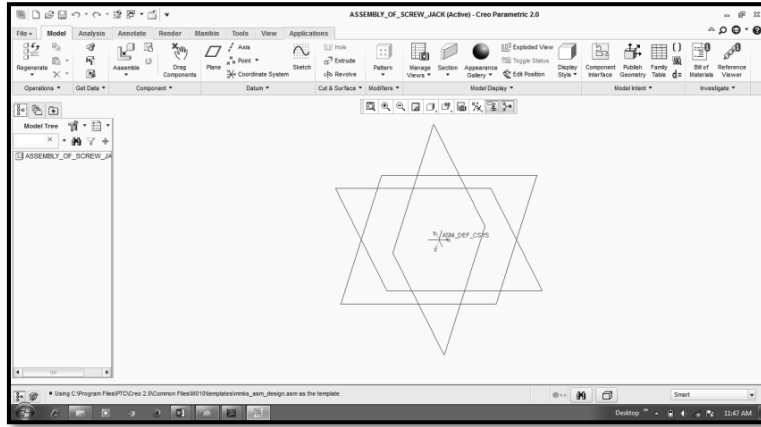 ASSEMBLY_OF_SCREW_JACK (Active) - Creo Parametric 2.0
File Model Analysis Annotate Render Manikin Tools View Applications
Regenerate Assemble Drag Components Plane Axis Point Coordinate System Sketch Hole Extrude Revolve Pattern Manage Views Section Appearance Gallery Exploded View Toggle Status Edit Position Display Style Component Interface Publish Geometry Family Table d= Bill of Materials Reference Viewer
Operations Get Data Component Datum Cut & Surface Modifiers Model Display Model Intent Investigate
Model Tree
ASSEMBLY_OF_SCREW_JA
ASM_DEF_CSYS
Using C:\Program Files\PTC\Creo 2.0\Common Files\M010\templates\mmks_asm_design.asm as the template.
Smart
Desktop 11:47 AM